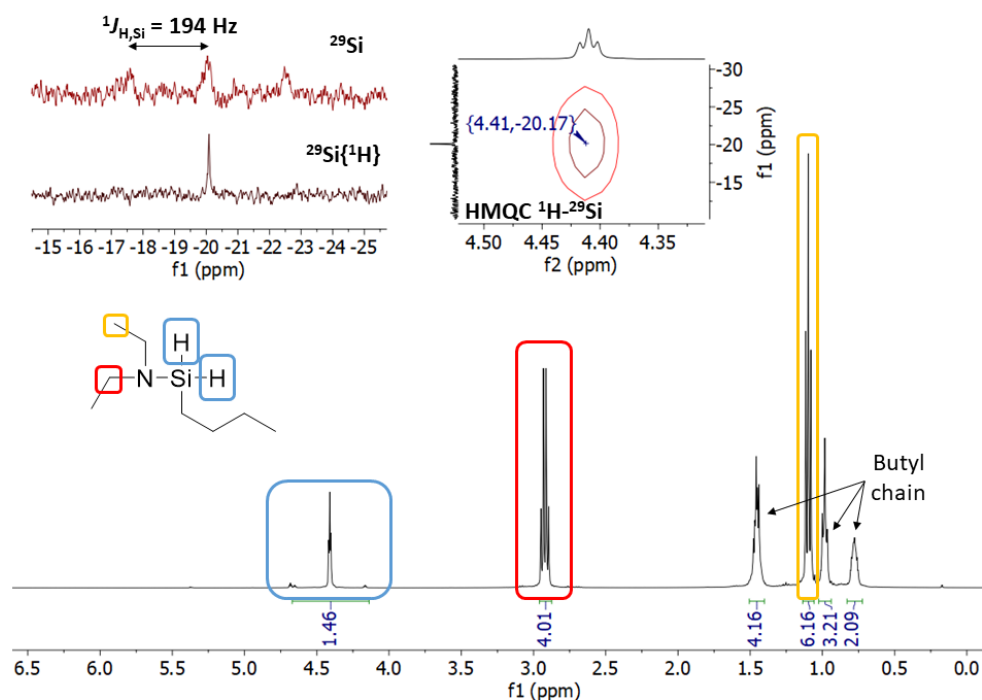 ¹J_H,Si = 194 Hz
²⁹Si
²⁹Si{¹H}
-15 -16 -17 -18 -19 -20 -21 -22 -23 -24 -25
f1 (ppm)
{4.41,-20.17}
HMQC ¹H-²⁹Si
-30
-25
-20
-15
f1 (ppm)
4.50 4.45 4.40 4.35
f2 (ppm)
H
N Si H
Butyl
chain
1.46
4.01
4.16
6.16
3.21
2.09
6.5 6.0 5.5 5.0 4.5 4.0 3.5 3.0 2.5 2.0 1.5 1.0 0.5 0.0
f1 (ppm)